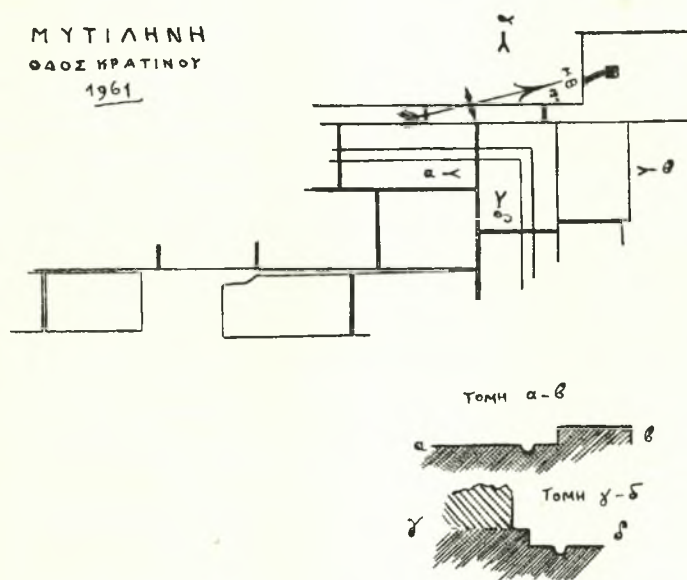 ΜΥΤΙΛΗΝΗ
ΟΔΟΣ ΚΡΑΤΙΝΟΥ
1961
γ
α
β
δ
ΤΟΜΗ α-β
α
β
ΤΟΜΗ γ-δ
γ
δ